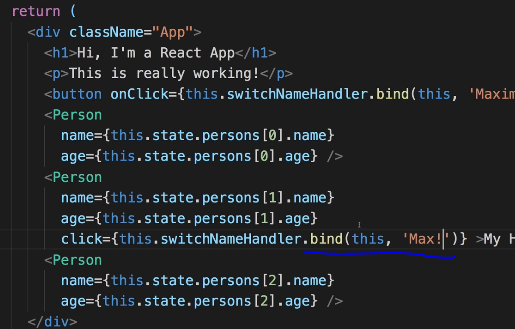 return (
<div className="App">
<h1>Hi, I'm a React App</h1>
<p>This is really working!</p>
<button onClick={this.switchNameHandler.bind(this, 'Maxim
<Person
name={this.state.persons[0].name}
age={this.state.persons[0].age} />
<Person
name={this.state.persons[1].name}
age={this.state.persons[1].age}
click={this.switchNameHandler.bind(this, 'Max!')} >My H
<Person
name={this.state.persons[2].name}
age={this.state.persons[2].age} />
</div>